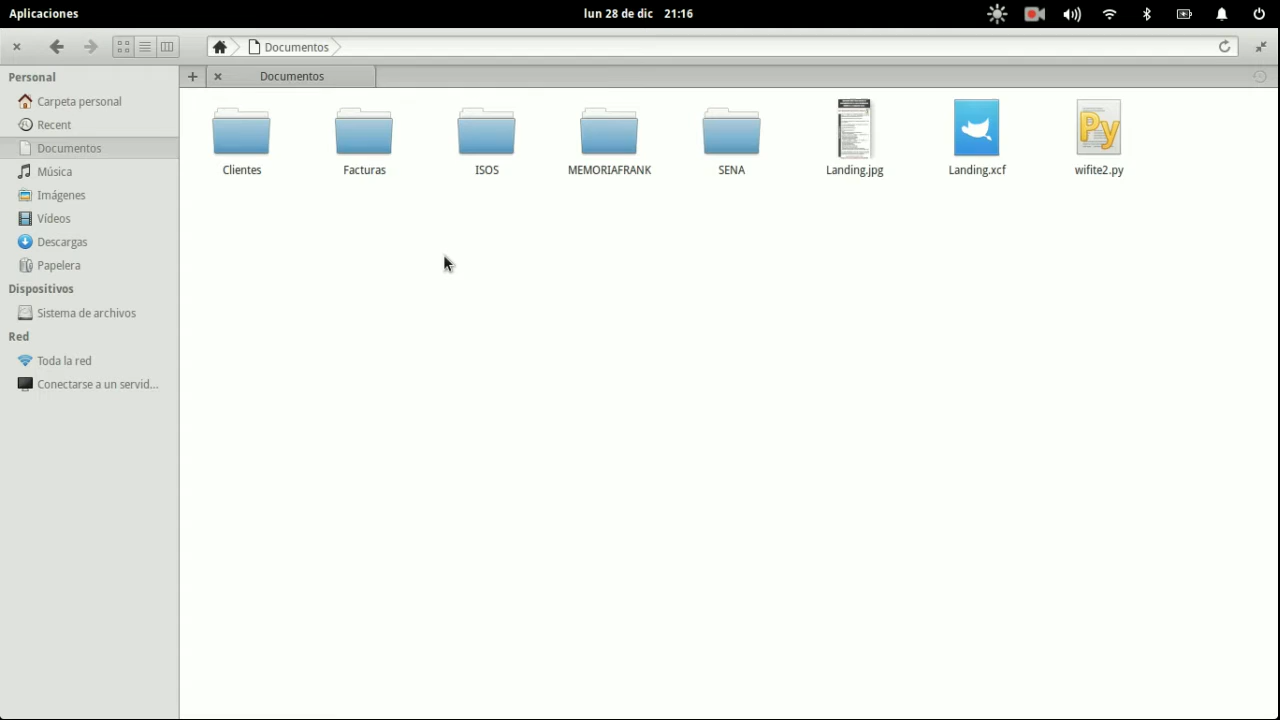 Aplicaciones
lun 28 de dic 21:16
Documentos
Personal
Carpeta personal
Recent
Documentos
Música
Imágenes
Vídeos
Descargas
Papelera
Dispositivos
Sistema de archivos
Red
Toda la red
Conectarse a un servid...
Documentos
Clientes
Facturas
ISOS
MEMORIAFRANK
SENA
Landing.jpg
Landing.xcf
Py
wifite2.py